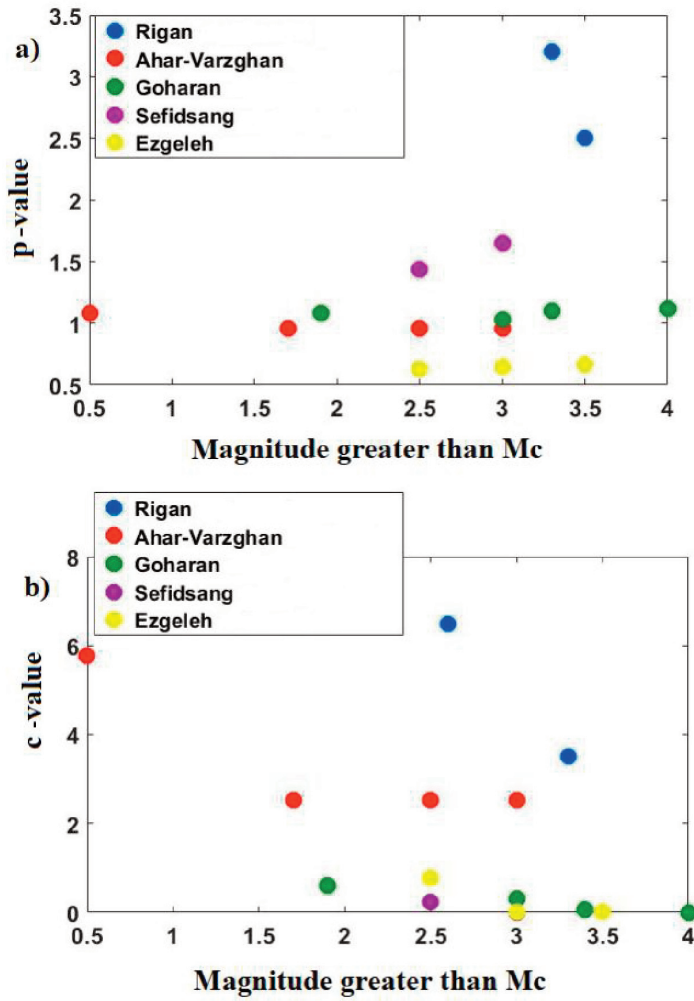 a)
3.5
3
2.5
2
1.5
1
0.5
p-value
Rigan
Ahar-Varzghan
Goharan
Sefidsang
Ezgeleh
0.5 1 1.5 2 2.5 3 3.5 4
Magnitude greater than Mc
b)
8
6
4
2
0
c-value
Rigan
Ahar-Varzghan
Goharan
Sefidsang
Ezgeleh
0.5 1 1.5 2 2.5 3 3.5 4
Magnitude greater than Mc